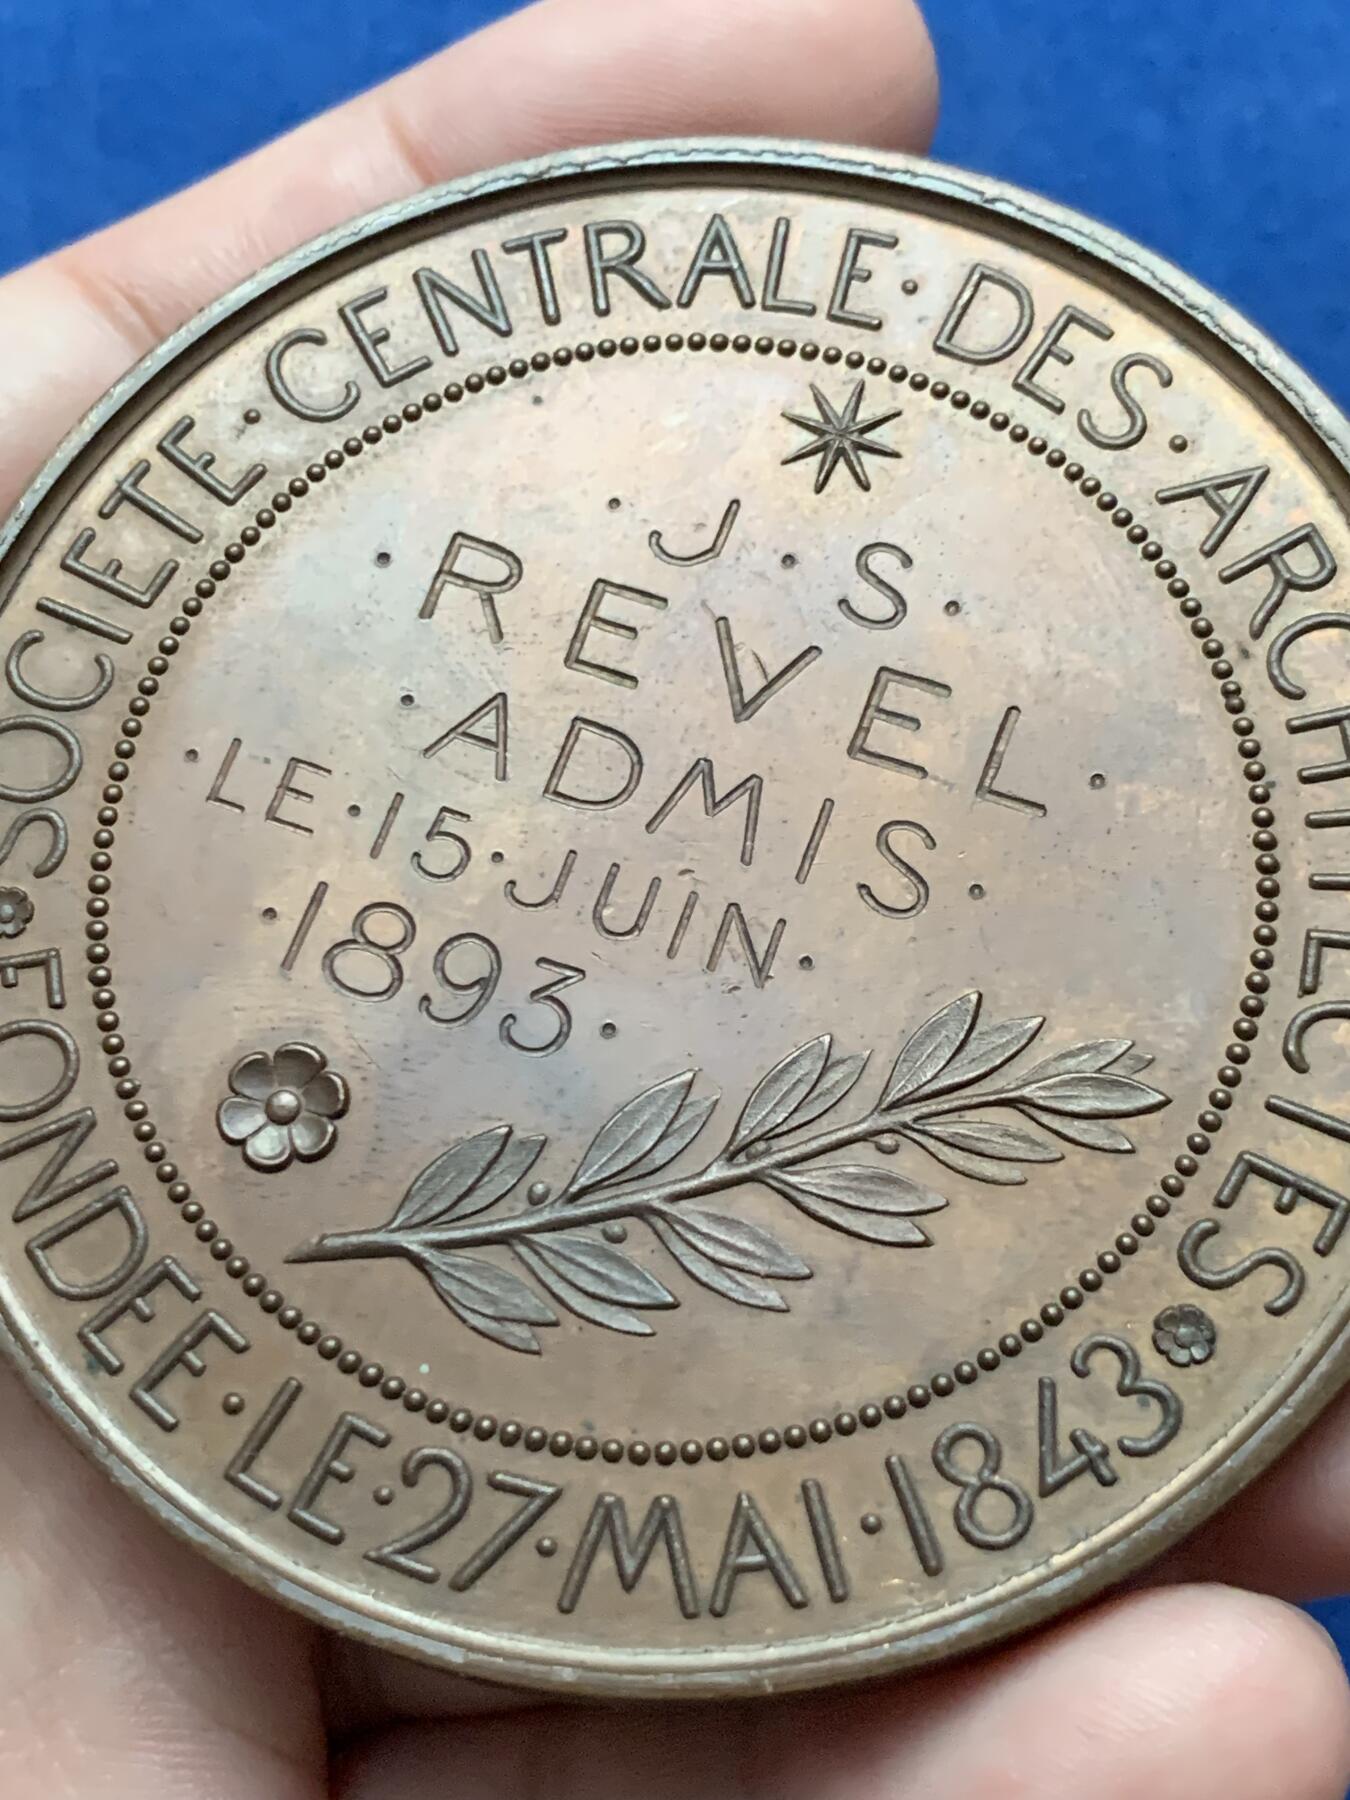 SOCIETE·CENTRALE·DES·ARCHITECTES
FONDEE·LE·27·MAI·1843
·J·S·
·REVEL·
·ADMIS·
·LE·15·JUIN·
·1893·